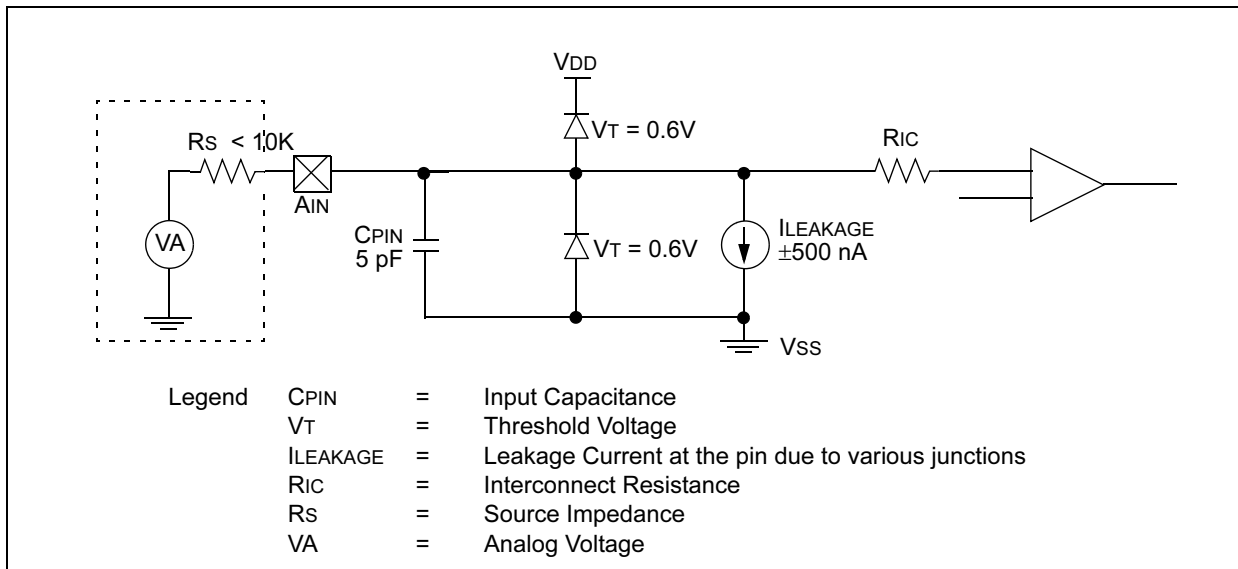 VDD
VT = 0.6V
RS < 10K
RIC
AIN
VA
CPIN
5 pF
VT = 0.6V
ILEAKAGE
±500 nA
VSS
Legend CPIN = Input Capacitance
VT = Threshold Voltage
ILEAKAGE = Leakage Current at the pin due to various junctions
RIC = Interconnect Resistance
RS = Source Impedance
VA = Analog Voltage